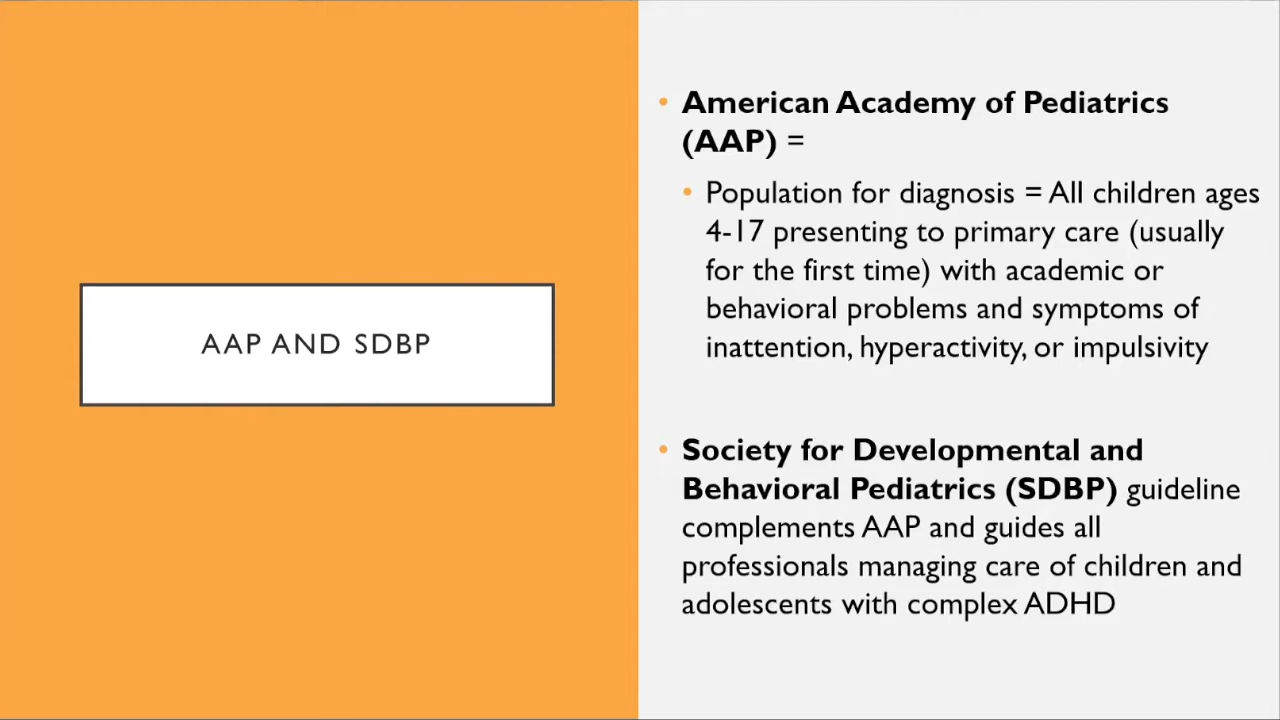 AAP AND SDBP
• American Academy of Pediatrics
(AAP) =
• Population for diagnosis = All children ages
4-17 presenting to primary care (usually
for the first time) with academic or
behavioral problems and symptoms of
inattention, hyperactivity, or impulsivity
• Society for Developmental and
Behavioral Pediatrics (SDBP) guideline
complements AAP and guides all
professionals managing care of children and
adolescents with complex ADHD